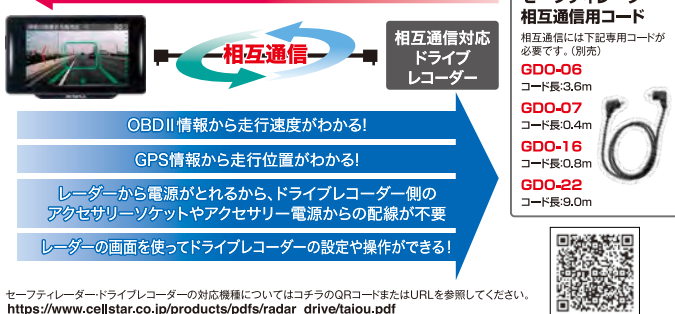 相互通信
相互通信対応
ドライブ
レコーダー
OBDⅡ情報から走行速度がわかる!
GPS情報から走行位置がわかる!
レーダーから電源がとれるから、ドライブレコーダー側の
アクセサリーソケットやアクセサリー電源からの配線が不要
レーダーの画面を使ってドライブレコーダーの設定や操作ができる!
相互通信用コード
相互通信には下記専用コードが
必要です。(別売)
GDO-06
コード長:3.6m
GDO-07
コード長:0.4m
GDO-16
コード長:0.8m
GDO-22
コード長:9.0m
セーフティレーダー・ドライブレコーダーの対応機種についてはコチラのQRコードまたはURLを参照してください。
https://www.cellstar.co.jp/products/pdfs/radar_drive/taiou.pdf